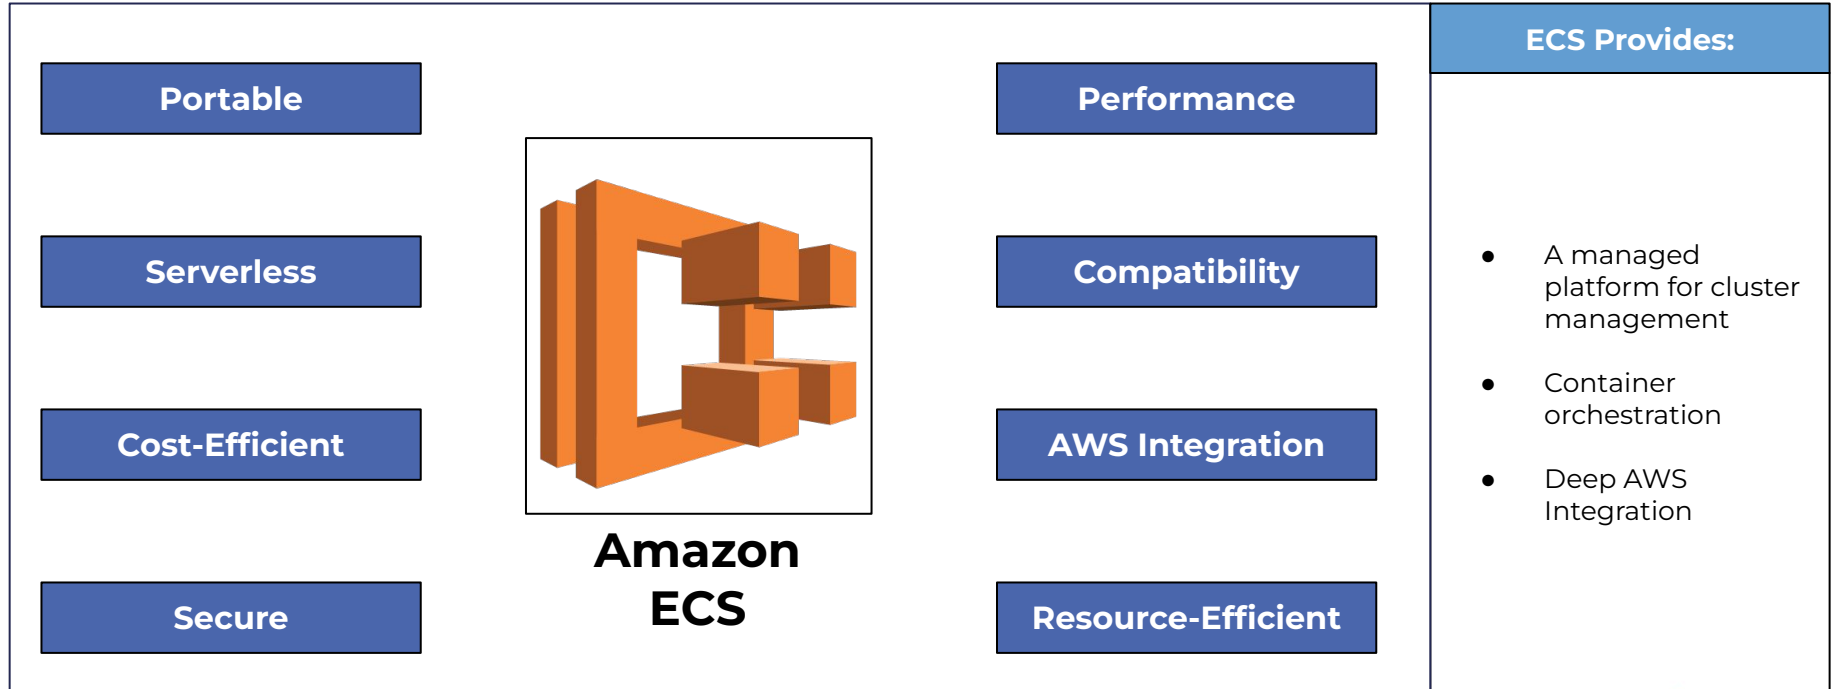 Portable
Serverless
Cost-Efficient
Secure
Amazon
ECS
Performance
Compatibility
AWS Integration
Resource-Efficient
ECS Provides:
● A managed
platform for cluster
management
● Container
orchestration
● Deep AWS
Integration